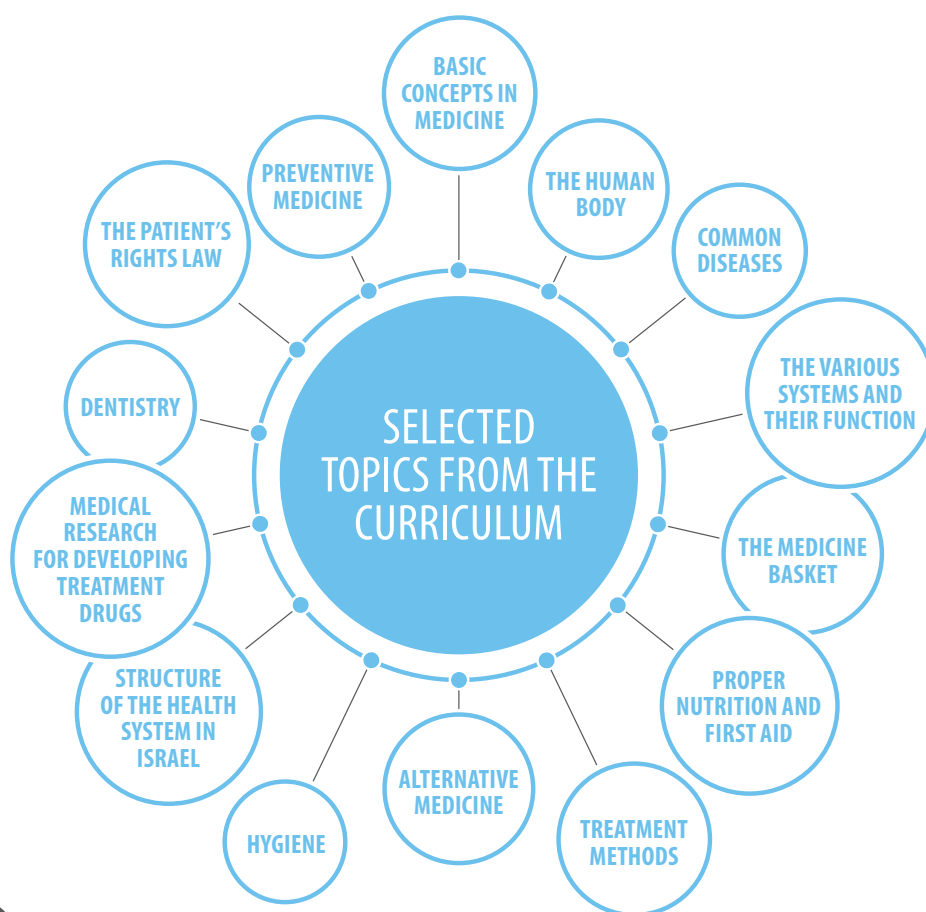 SELECTED
TOPICS FROM THE
CURRICULUM
BASIC
CONCEPTS IN
MEDICINE
THE HUMAN
BODY
COMMON
DISEASES
THE VARIOUS
SYSTEMS AND
THEIR FUNCTION
THE MEDICINE
BASKET
PROPER
NUTRITION AND
FIRST AID
TREATMENT
METHODS
ALTERNATIVE
MEDICINE
HYGIENE
STRUCTURE
OF THE HEALTH
SYSTEM IN
ISRAEL
MEDICAL
RESEARCH
FOR DEVELOPING
TREATMENT
DRUGS
DENTISTRY
THE PATIENT'S
RIGHTS LAW
PREVENTIVE
MEDICINE